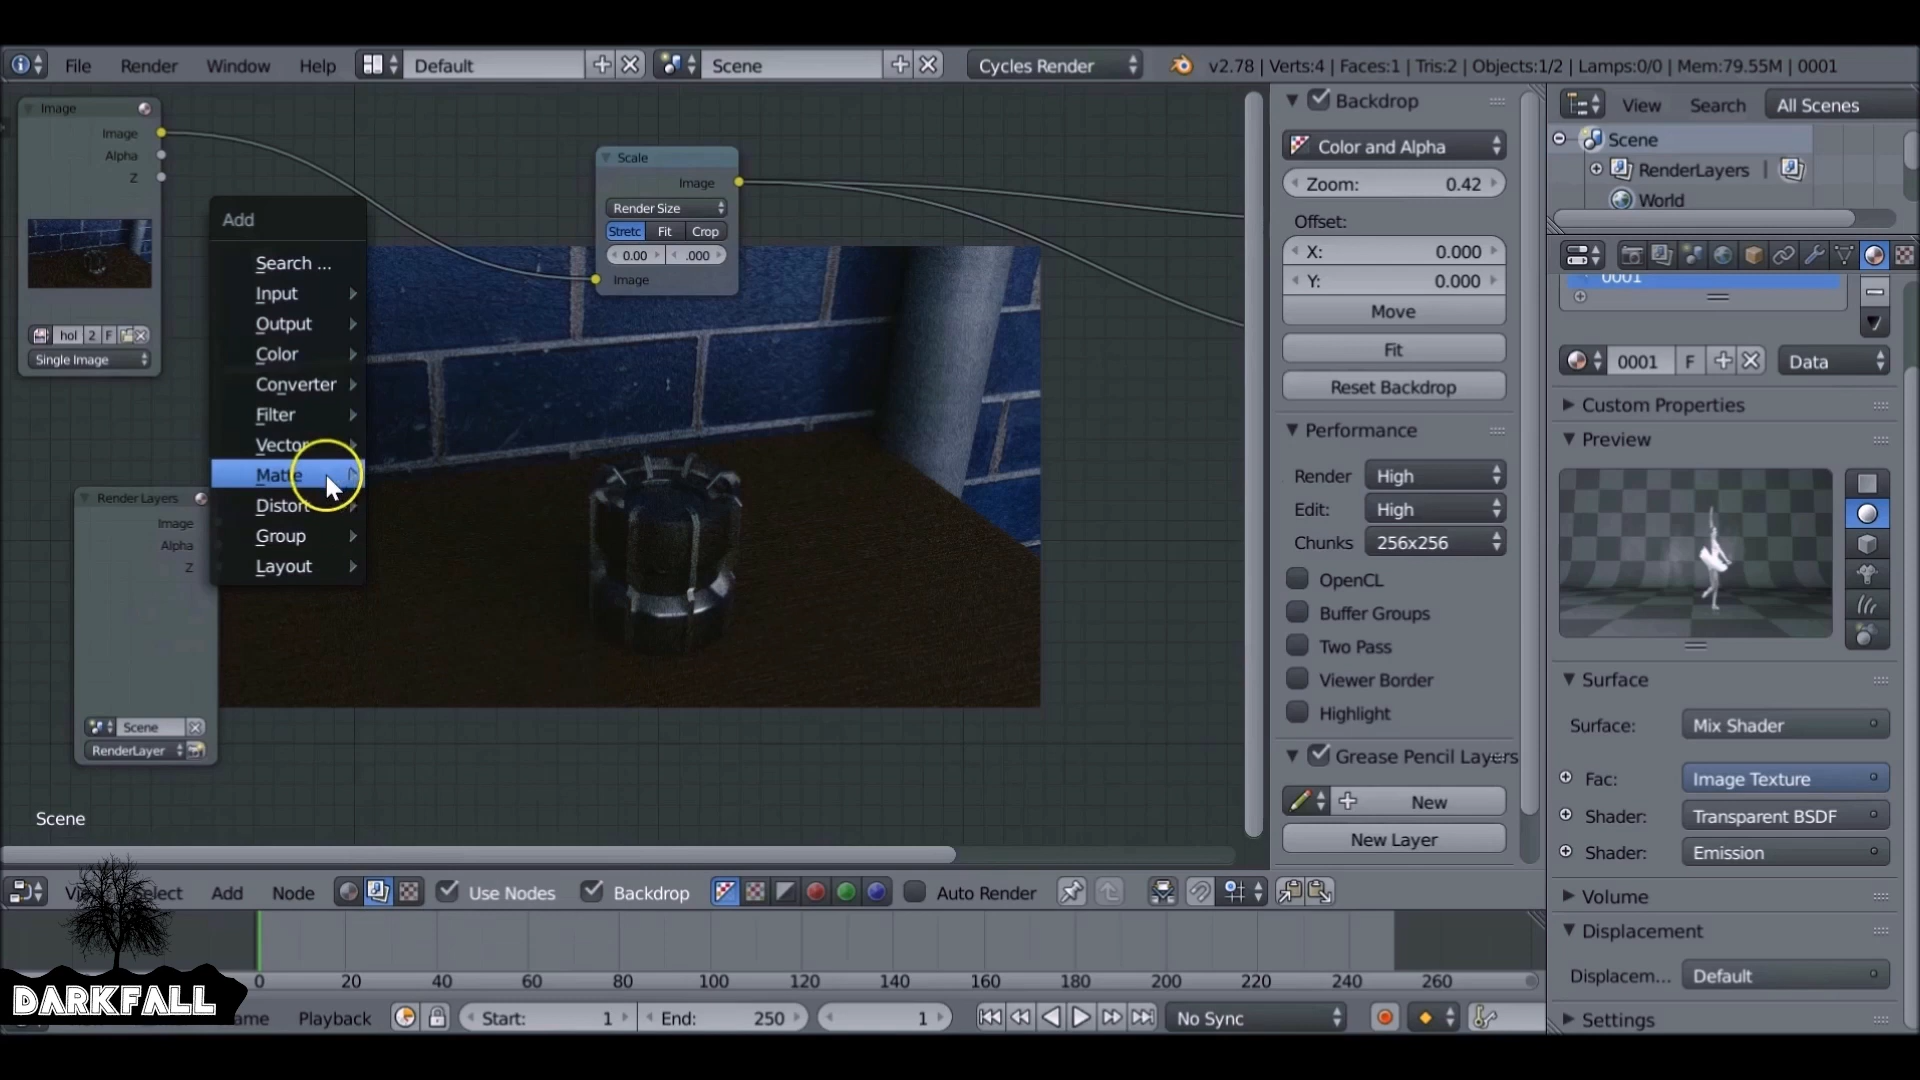 File Render Window Help Default Scene Cycles Render v2.78 | Verts:4 | Faces:1 | Tris:2 | Objects:1/2 | Lamps:0/0 | Mem:79.55M | 0001
Image
Image
Alpha
Z
hol 2 F
Single Image
Add
Search ...
Input
Output
Color
Converter
Filter
Vector
Matte
Distort
Group
Layout
Scale
Image
Render Size
Stretc Fit Crop
0.00 .000
Image
Render Layers
Image
Alpha
Z
Scene
RenderLayer
Scene
Backdrop
Color and Alpha
Zoom: 0.42
Offset:
X: 0.000
Y: 0.000
Move
Fit
Reset Backdrop
Performance
Render High
Edit: High
Chunks 256x256
OpenCL
Buffer Groups
Two Pass
Viewer Border
Highlight
Grease Pencil Layers
New
New Layer
View Search All Scenes
Scene
RenderLayers |
World
0001
0001 F Data
Custom Properties
Preview
Surface
Surface: Mix Shader
Fac: Image Texture
Shader: Transparent BSDF
Shader: Emission
Volume
Displacement
Displacem... Default
Settings
Add Node Use Nodes Backdrop Auto Render
0 20 40 60 80 100 120 140 160 180 200 220 240 260
DARKFALL
Playback Start: 1 End: 250 1 No Sync